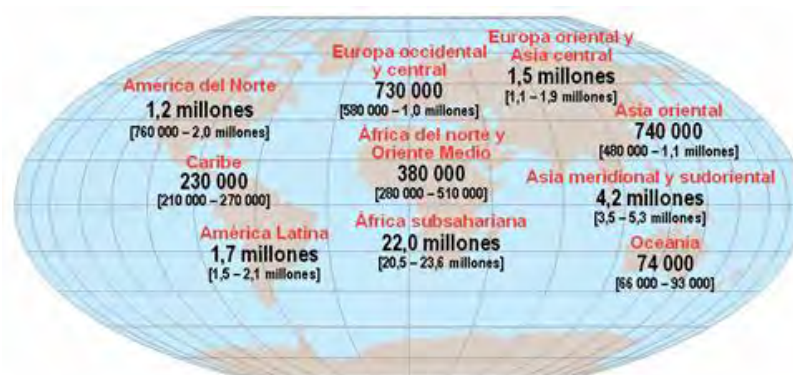 América del Norte
1,2 millones
[760 000 – 2,0 millones]
Caribe
230 000
[210 000 – 270 000]
América Latina
1,7 millones
[1,5 – 2,1 millones]
Europa occidental
y central
730 000
[580 000 – 1,0 millones]
África del norte y
Oriente Medio
380 000
[280 000 – 510 000]
África subsahariana
22,0 millones
[20,5 – 23,6 millones]
Europa oriental y
Asia central
1,5 millones
[1,1 – 1,9 millones]
Asia oriental
740 000
[480 000 – 1,1 millones]
Asia meridional y sudoriental
4,2 millones
[3,5 – 5,3 millones]
Oceanía
74 000
[66 000 – 93 000]